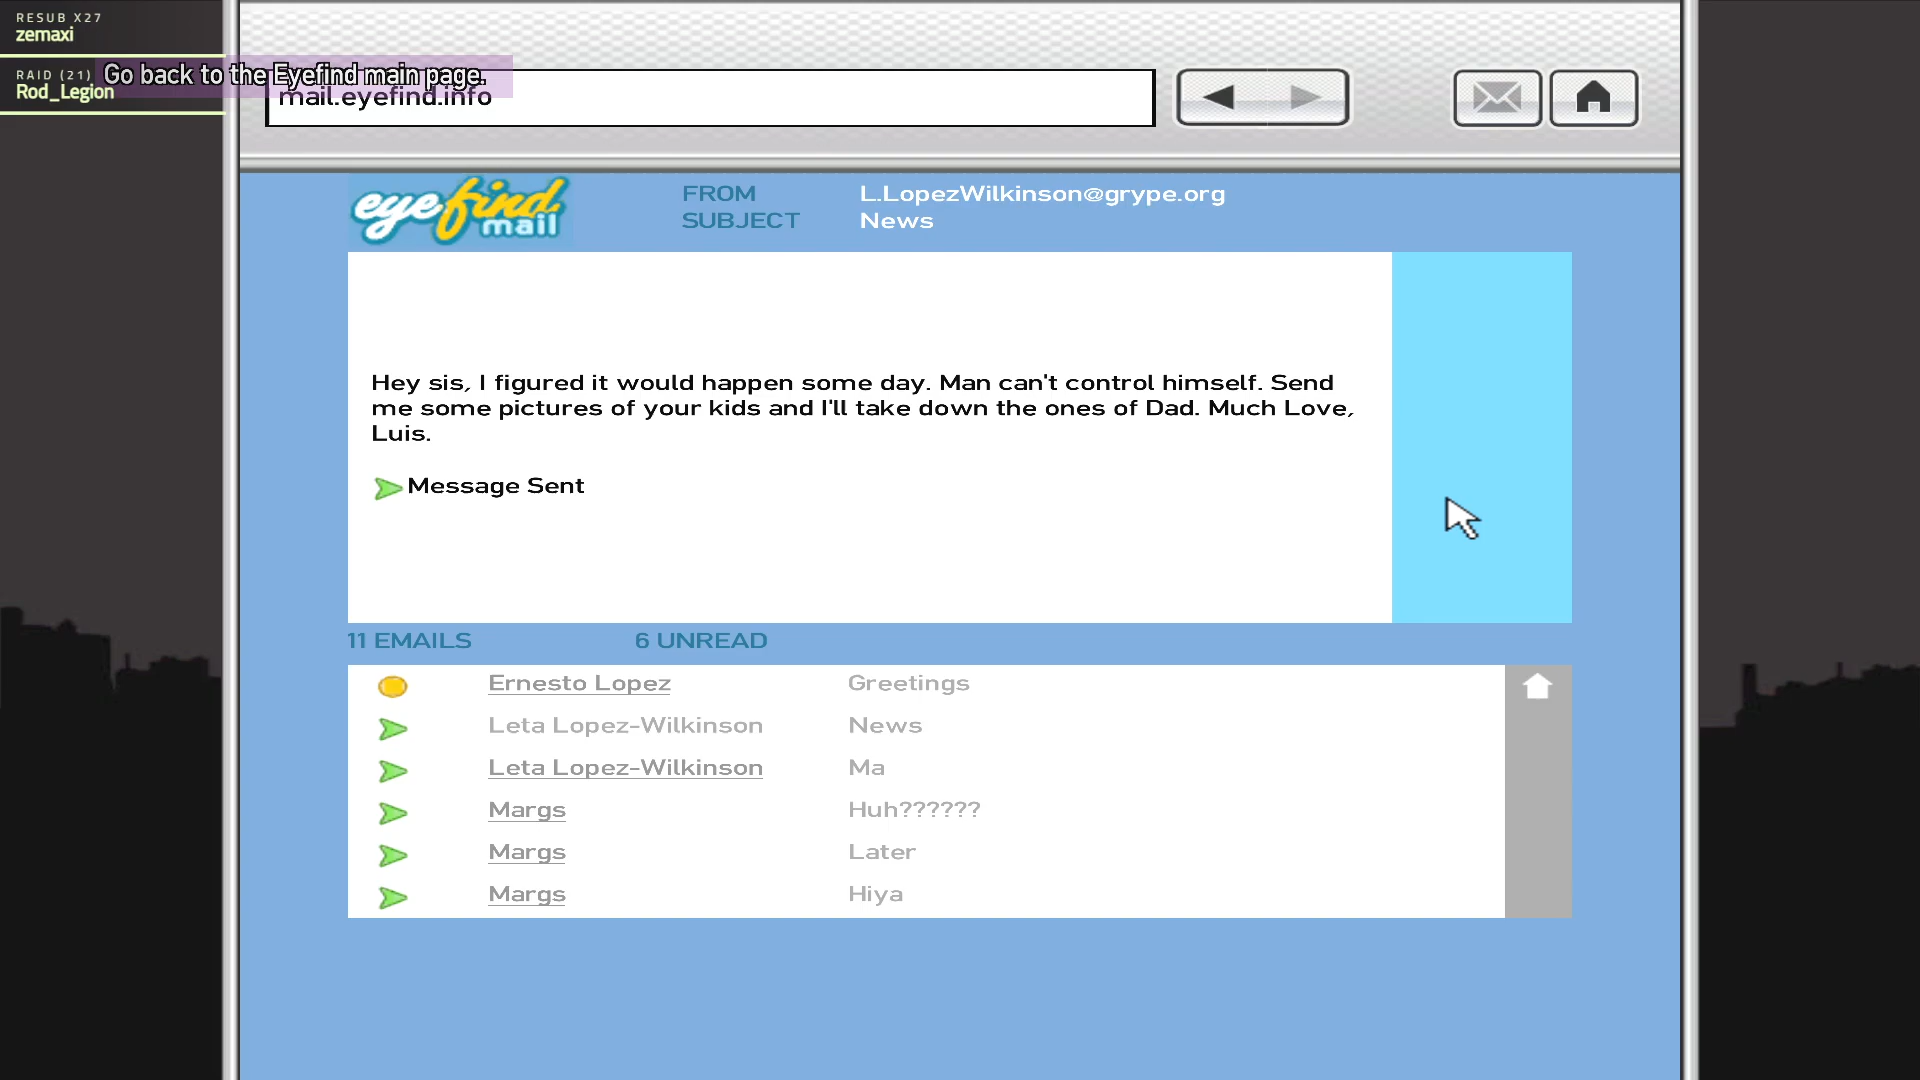 RESUB X27
zemaxi
RAID (21)
Rod_Legion
Go back to the Eyefind main page.
mail.eyefind.info
eyefind mail
FROM L.LopezWilkinson@grype.org
SUBJECT News
Hey sis, I figured it would happen some day. Man can't control himself. Send
me some pictures of your kids and I'll take down the ones of Dad. Much Love,
Luis.
Message Sent
11 EMAILS 6 UNREAD
Ernesto Lopez Greetings
Leta Lopez-Wilkinson News
Leta Lopez-Wilkinson Ma
Margs Huh??????
Margs Later
Margs Hiya